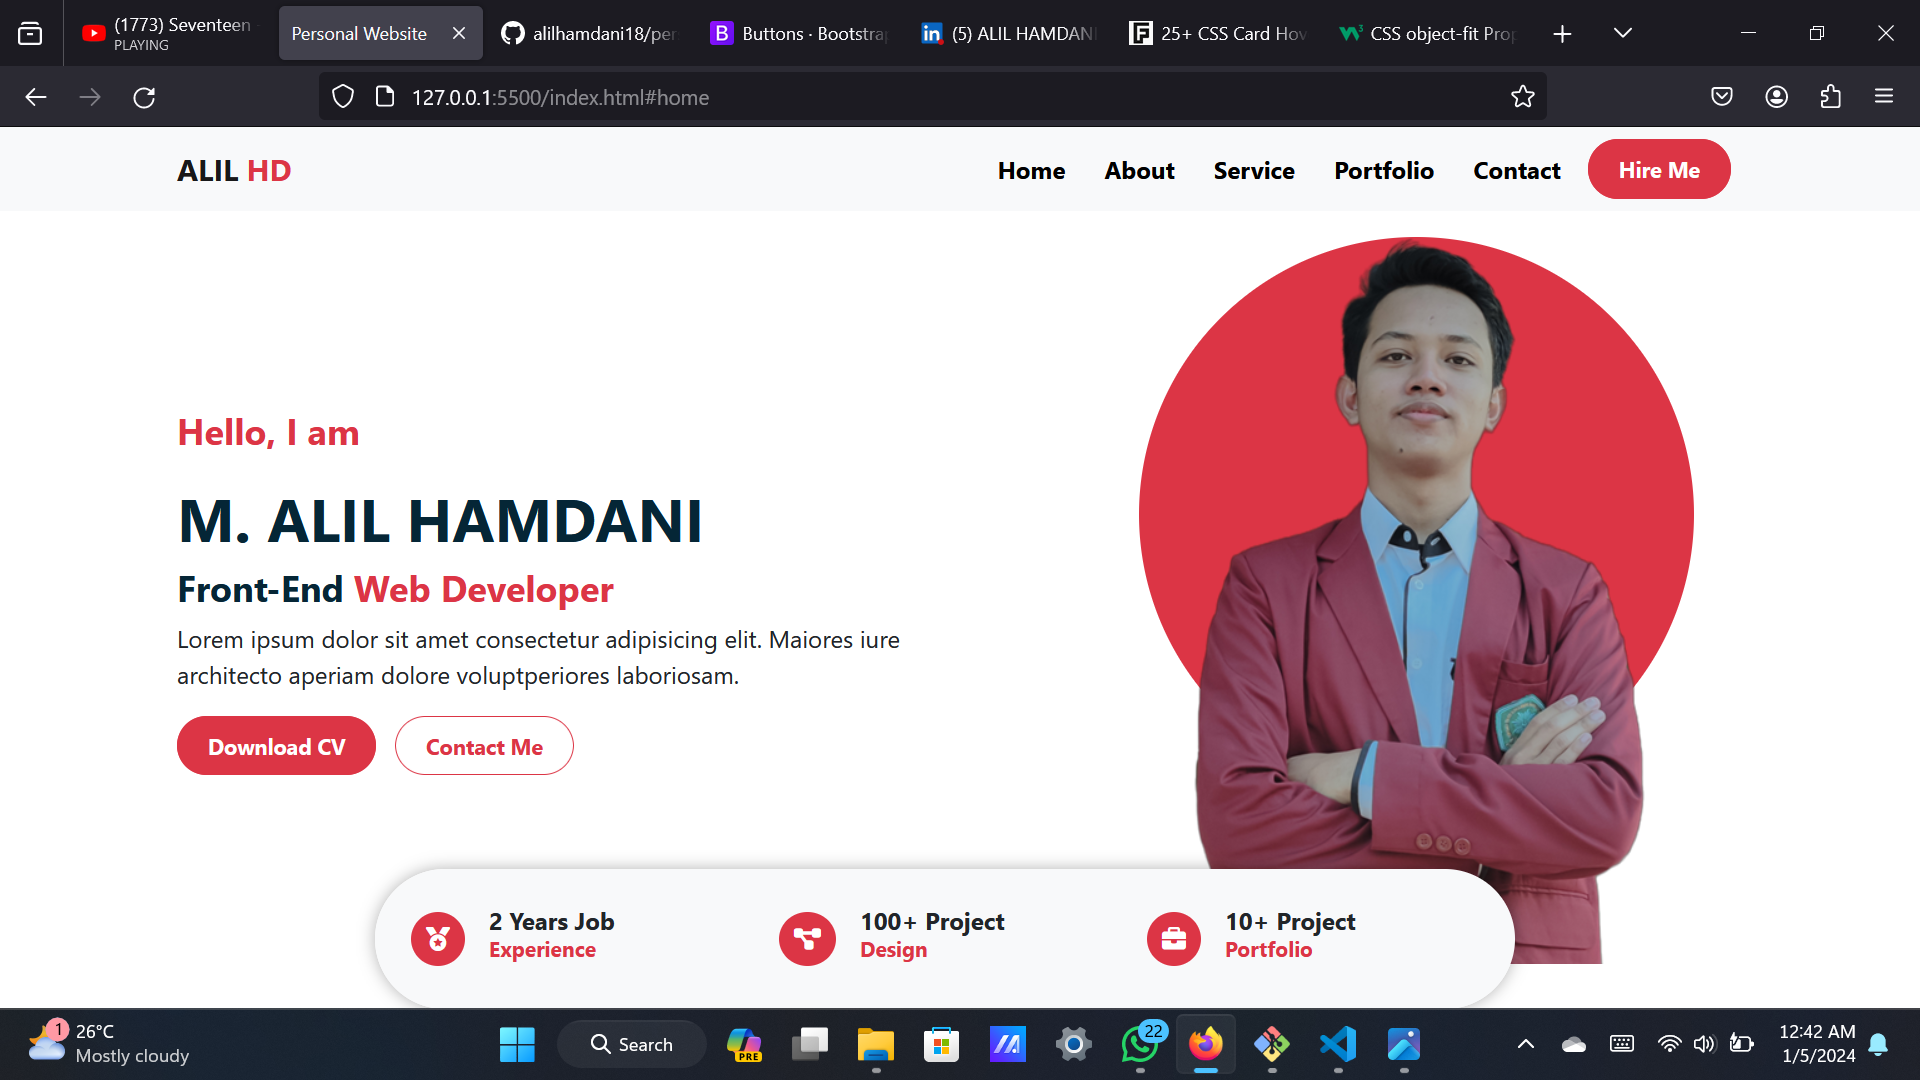 (1773) Seventeen
PLAYING
Personal Website
alilhamdani18/per
Buttons · Bootstrap
(5) ALIL HAMDANI
25+ CSS Card Hov
CSS object-fit Prop
127.0.0.1:5500/index.html#home
ALIL HD
Home
About
Service
Portfolio
Contact
Hire Me
Hello, I am
M. ALIL HAMDANI
Front-End Web Developer
Lorem ipsum dolor sit amet consectetur adipisicing elit. Maiores iure
architecto aperiam dolore voluptperiores laboriosam.
Download CV
Contact Me
2 Years Job
Experience
100+ Project
Design
10+ Project
Portfolio
1
26°C
Mostly cloudy
Search
PRE
22
12:42 AM
1/5/2024